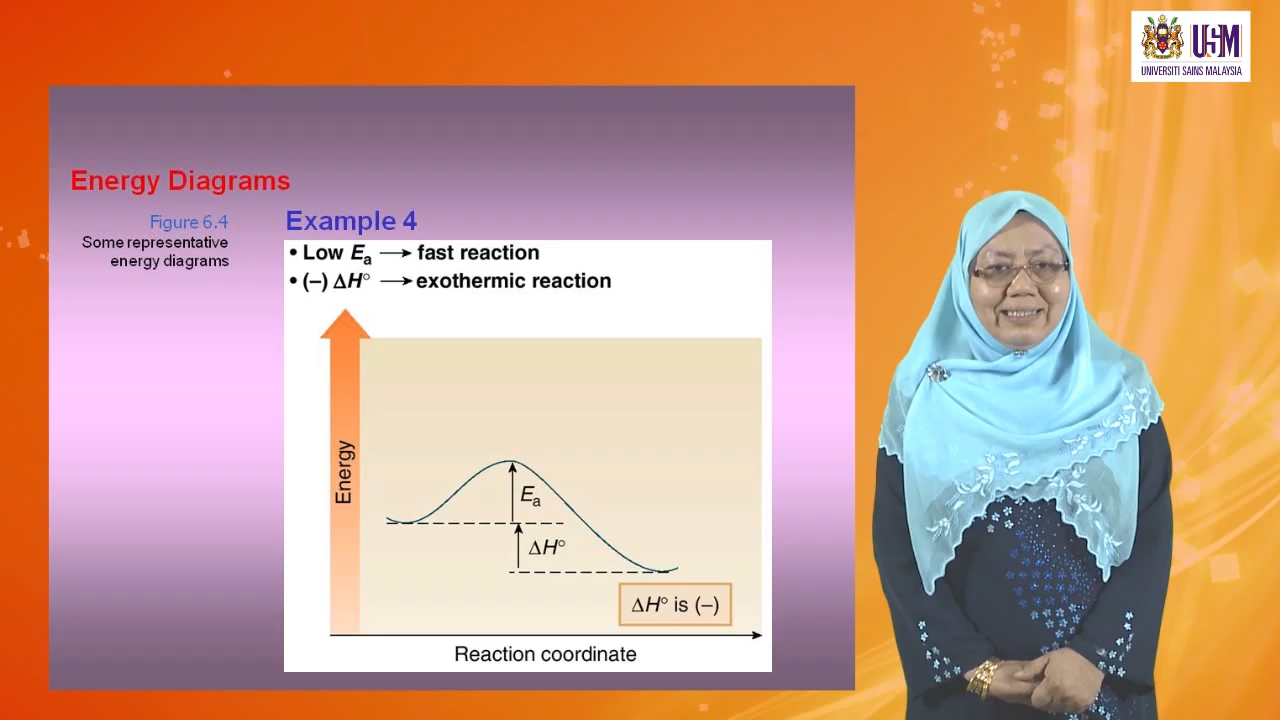 USM
UNIVERSITI SAINS MALAYSIA
Energy Diagrams
Figure 6.4
Some representative
energy diagrams
Example 4
• Low Ea → fast reaction
• (–) ΔH° → exothermic reaction
Energy
Ea
ΔH°
ΔH° is (–)
Reaction coordinate